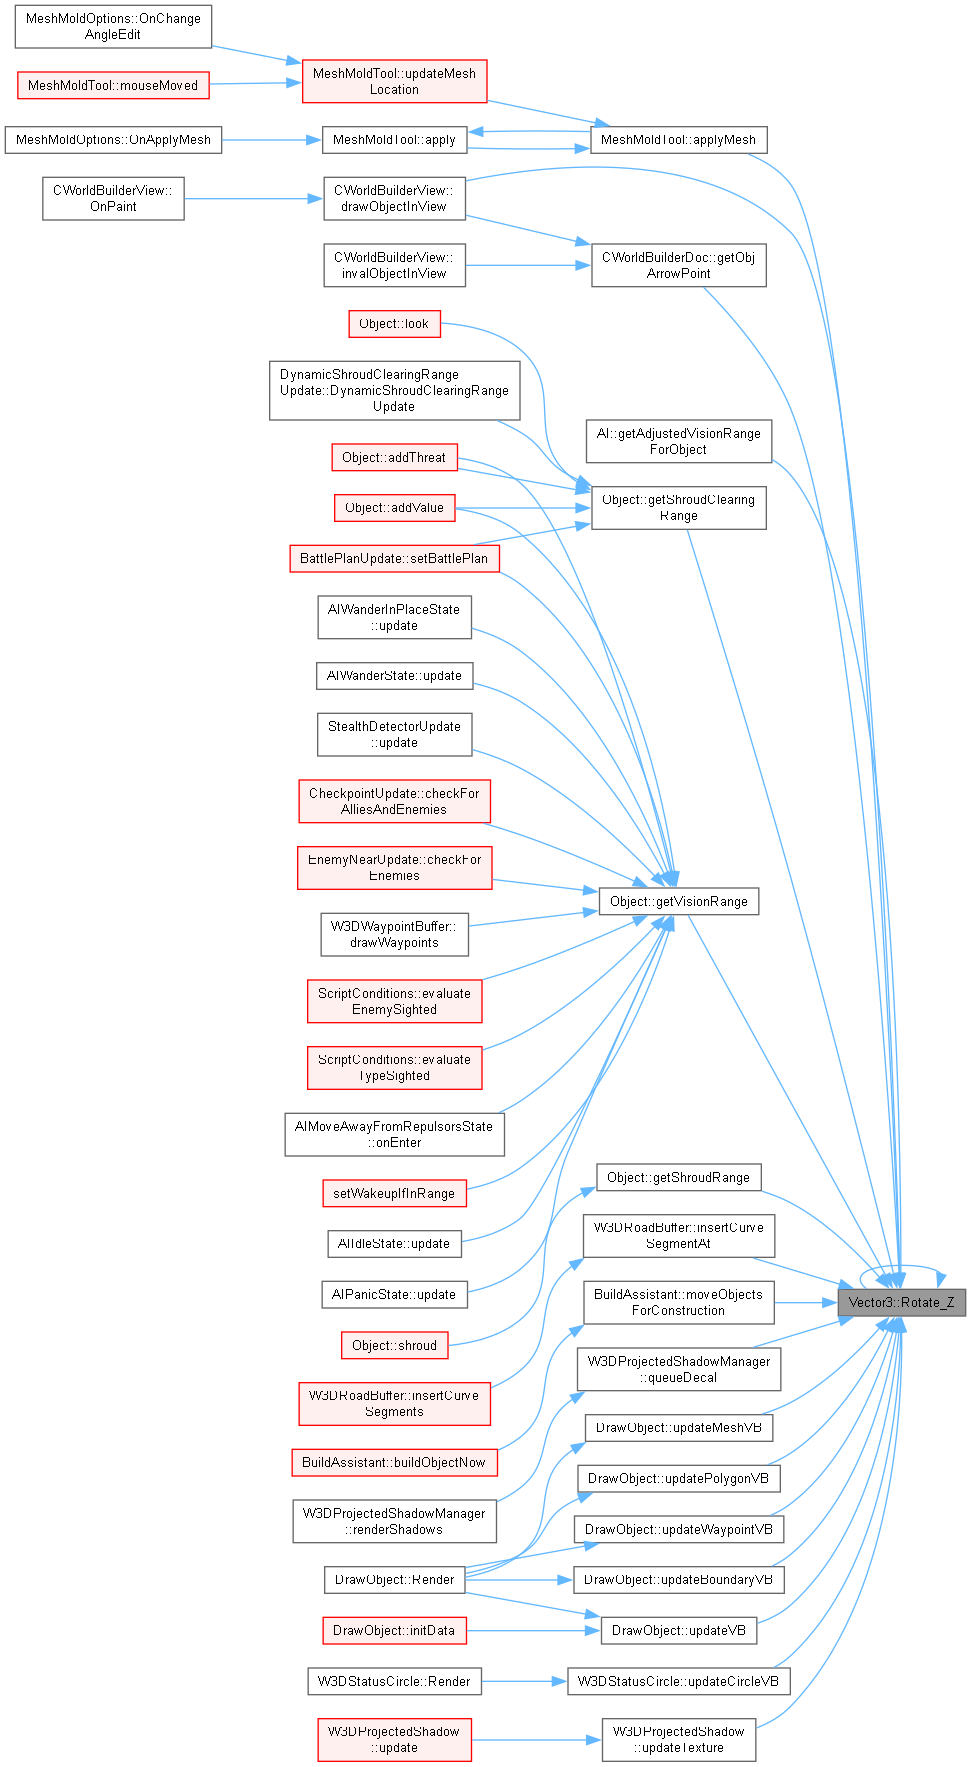 MeshMoldOptions::OnChange
AngleEdit
MeshMoldTool::updateMesh
Location
MeshMoldTool::mouseMoved
MeshMoldOptions::OnApplyMesh
MeshMoldTool::apply
MeshMoldTool::applyMesh
CWorldBuilderView::
OnPaint
CWorldBuilderView::
drawObjectInView
CWorldBuilderView::
invalObjectInView
CWorldBuilderDoc::getObj
ArrowPoint
Object::look
DynamicShroudClearingRange
Update::DynamicShroudClearingRange
Update
AI::getAdjustedVisionRange
ForObject
Object::addThreat
Object::getShroudClearing
Range
Object::addValue
BattlePlanUpdate::setBattlePlan
AIWanderInPlaceState
::update
AIWanderState::update
StealthDetectorUpdate
::update
CheckpointUpdate::checkFor
AlliesAndEnemies
EnemyNearUpdate::checkFor
Enemies
Object::getVisionRange
W3DWaypointBuffer::
drawWaypoints
ScriptConditions::evaluate
EnemySighted
ScriptConditions::evaluate
TypeSighted
AIMoveAwayFromRepulsorsState
::onEnter
setWakeupIfInRange
Object::getShroudRange
AIIdleState::update
W3DRoadBuffer::insertCurve
SegmentAt
AIPanicState::update
BuildAssistant::moveObjects
ForConstruction
Vector3::Rotate_Z
Object::shroud
W3DProjectedShadowManager
::queueDecal
W3DRoadBuffer::insertCurve
Segments
DrawObject::updateMeshVB
BuildAssistant::buildObjectNow
DrawObject::updatePolygonVB
W3DProjectedShadowManager
::renderShadows
DrawObject::updateWaypointVB
DrawObject::Render
DrawObject::updateBoundaryVB
DrawObject::initData
DrawObject::updateVB
W3DStatusCircle::Render
W3DStatusCircle::updateCircleVB
W3DProjectedShadow
::update
W3DProjectedShadow
::updateTexture